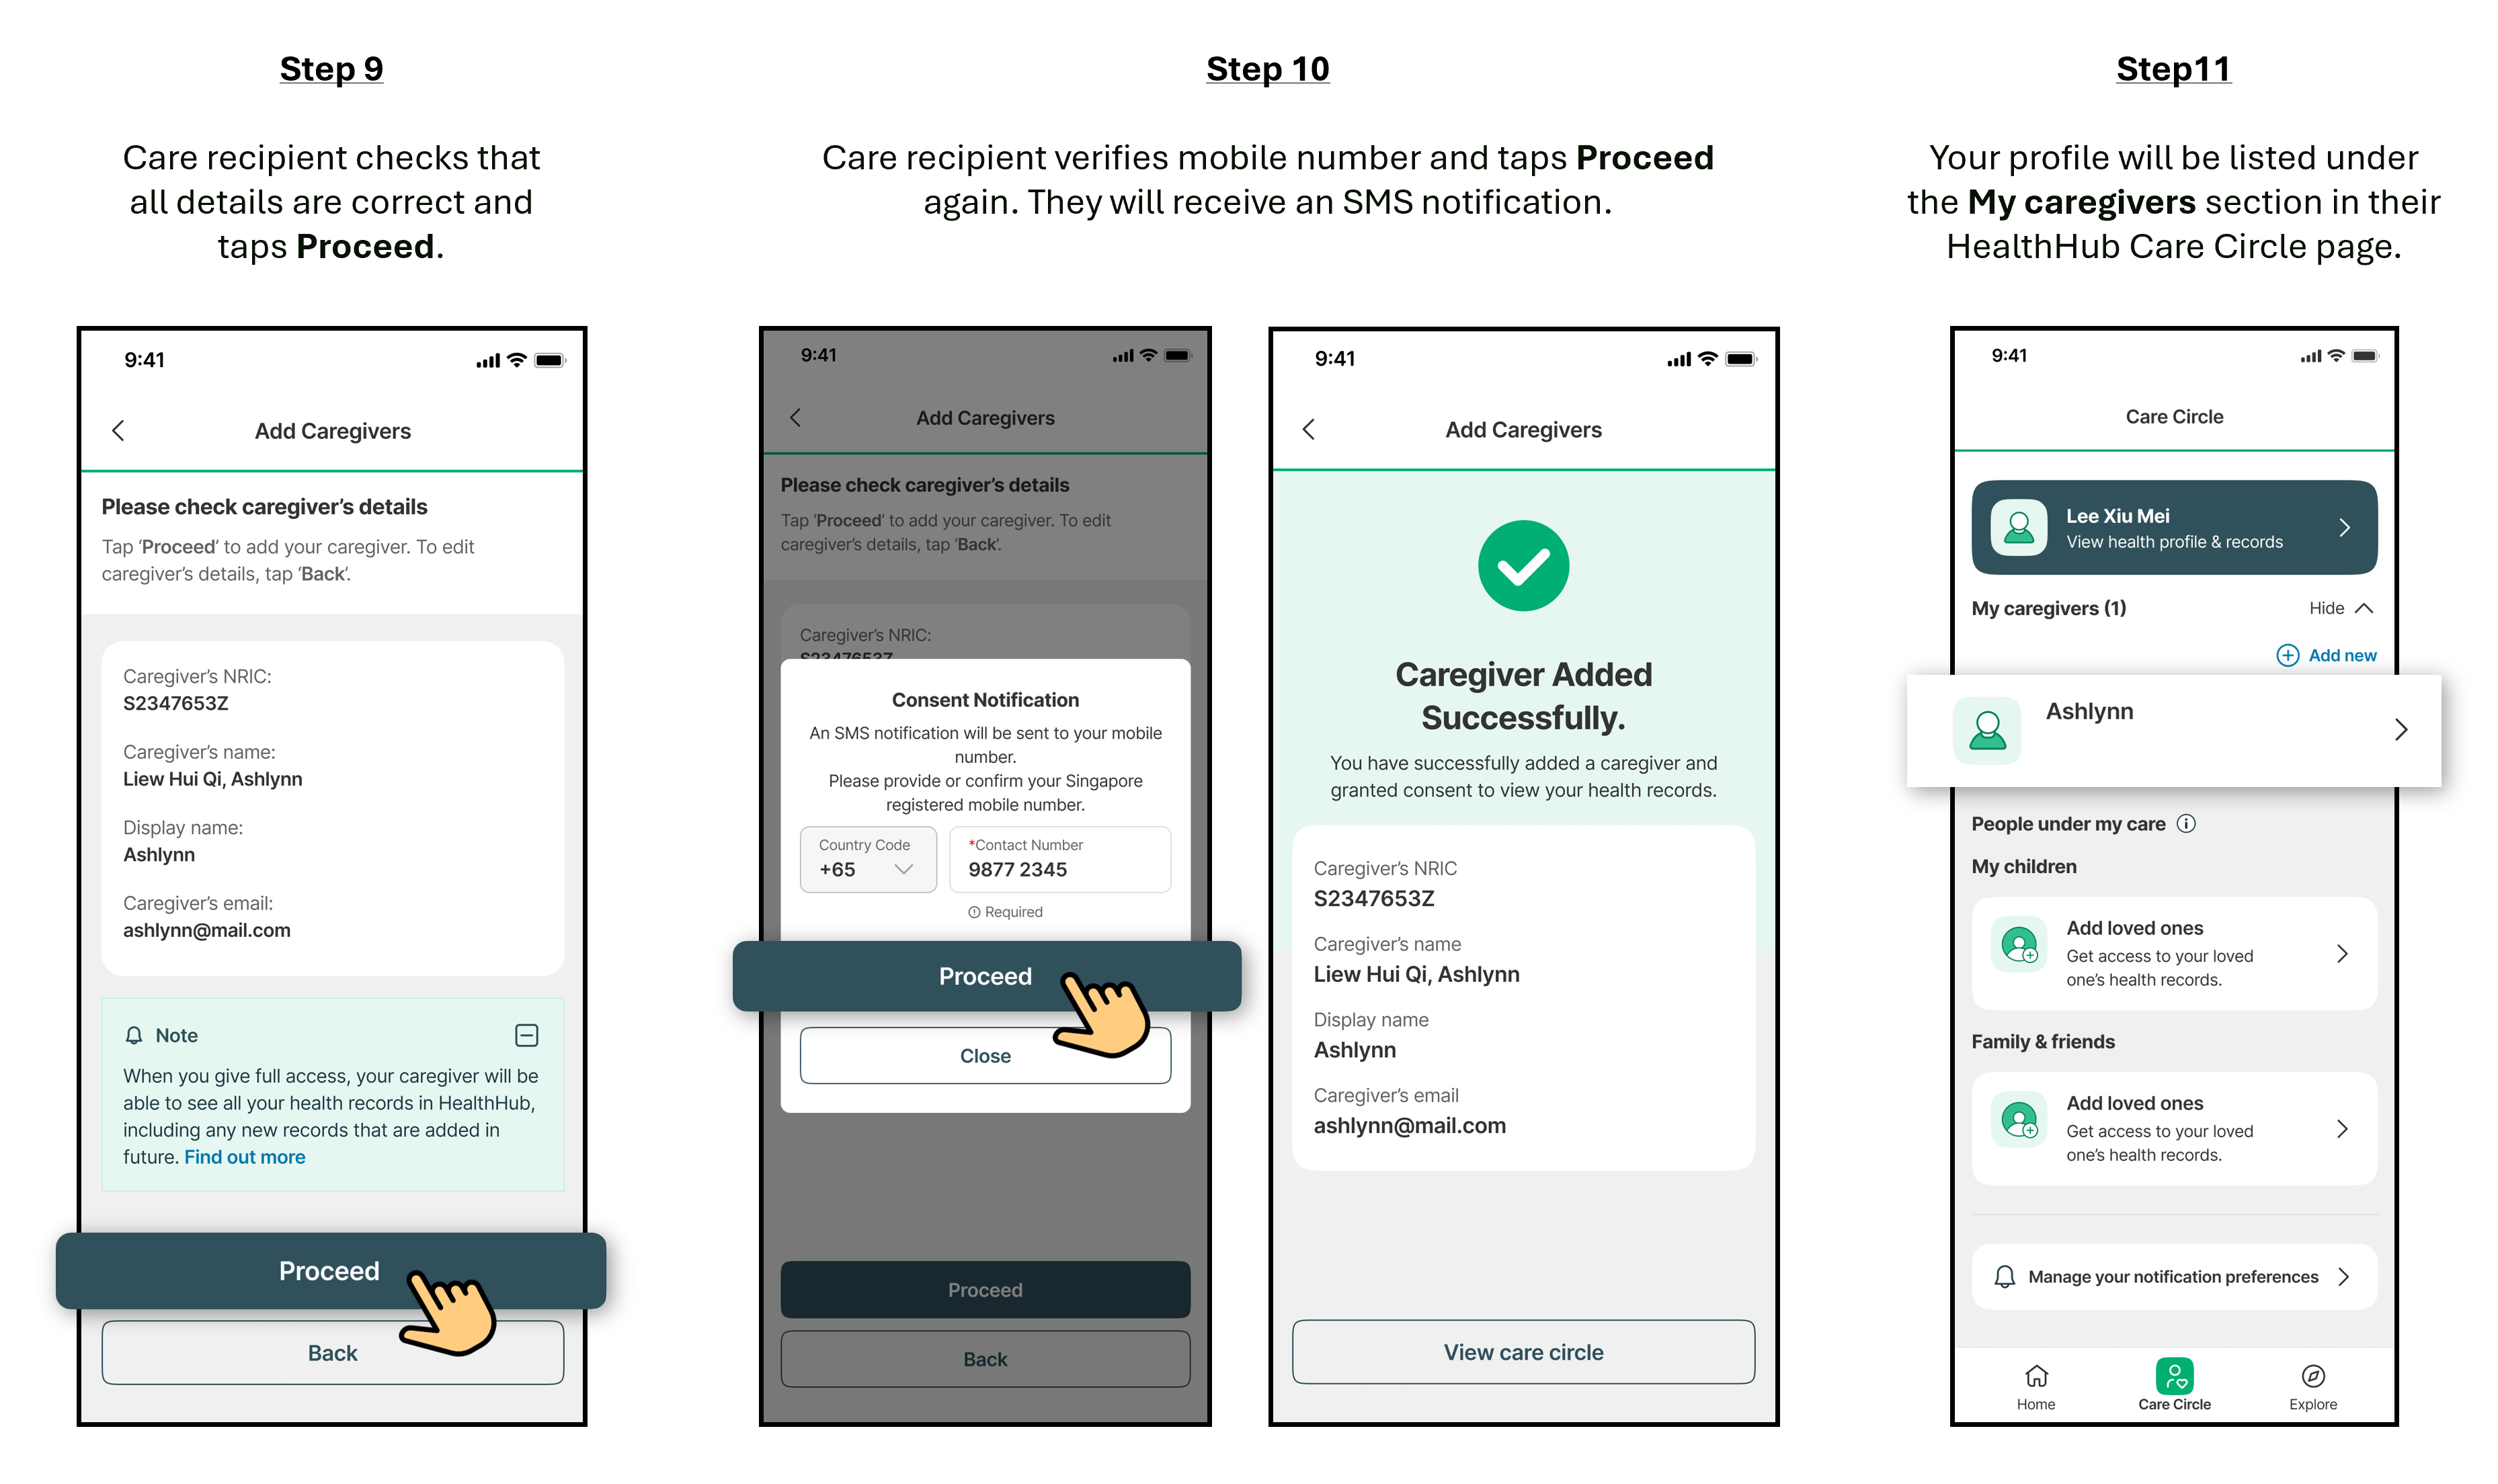 Step 9
Care recipient checks that
all details are correct and
taps Proceed.
9:41
Add Caregivers
Please check caregiver’s details
Tap ‘Proceed’ to add your caregiver. To edit
caregiver’s details, tap ‘Back’.
Caregiver’s NRIC:
S2347653Z
Caregiver’s name:
Liew Hui Qi, Ashlynn
Display name:
Ashlynn
Caregiver’s email:
ashlynn@mail.com
Note
When you give full access, your caregiver will be
able to see all your health records in HealthHub,
including any new records that are added in
future. Find out more
Proceed
Back
Step 10
Care recipient verifies mobile number and taps Proceed
again. They will receive an SMS notification.
9:41
Add Caregivers
Please check caregiver’s details
Tap ‘Proceed’ to add your caregiver. To edit
caregiver’s details, tap ‘Back’.
Caregiver’s NRIC:
S2347653Z
Consent Notification
An SMS notification will be sent to your mobile
number.
Please provide or confirm your Singapore
registered mobile number.
Country Code
+65
*Contact Number
9877 2345
Required
Proceed
Close
Proceed
Back
9:41
Add Caregivers
Caregiver Added
Successfully.
You have successfully added a caregiver and
granted consent to view your health records.
Caregiver’s NRIC
S2347653Z
Caregiver’s name
Liew Hui Qi, Ashlynn
Display name
Ashlynn
Caregiver’s email
ashlynn@mail.com
View care circle
Step11
Your profile will be listed under
the My caregivers section in their
HealthHub Care Circle page.
9:41
Care Circle
Lee Xiu Mei
View health profile & records
My caregivers (1)
Hide
Add new
Ashlynn
People under my care
My children
Add loved ones
Get access to your loved
one’s health records.
Family & friends
Add loved ones
Get access to your loved
one’s health records.
Manage your notification preferences
Home
Care Circle
Explore